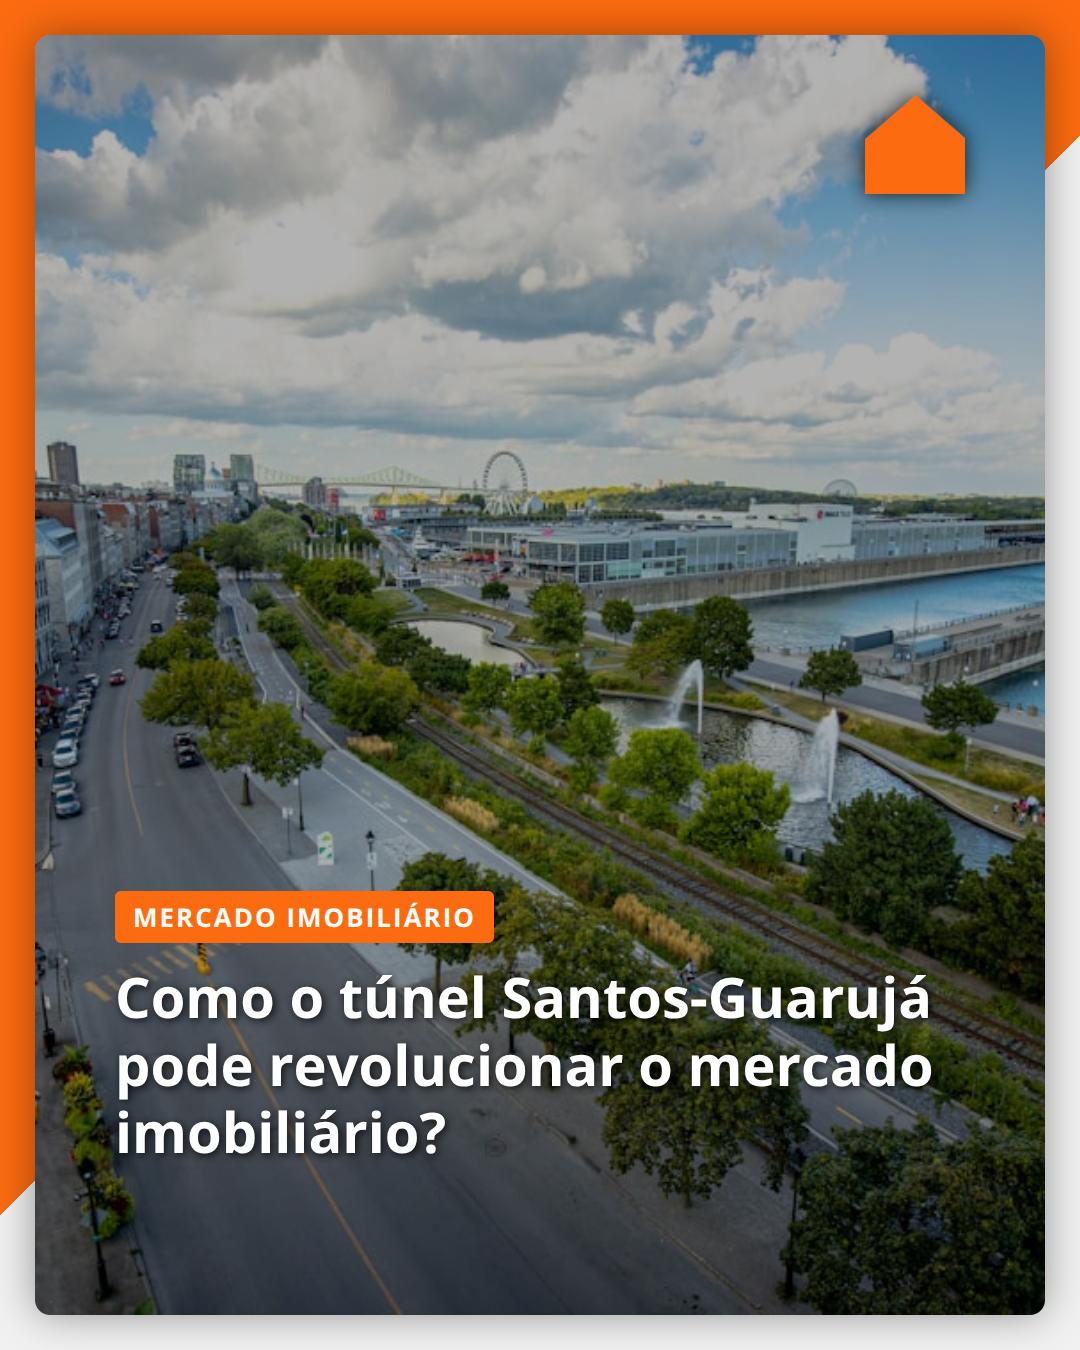 MERCADO IMOBILIÁRIO
Como o túnel Santos-Guarujá
pode revolucionar o mercado
imobiliário?